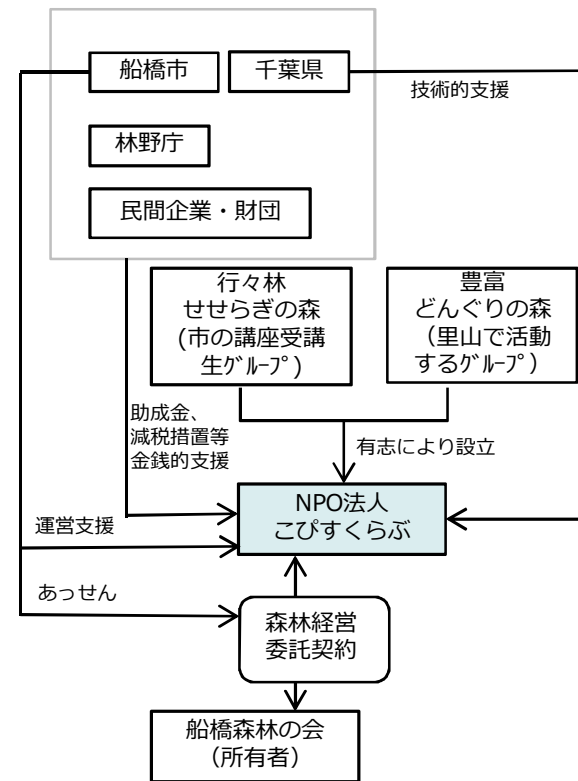 船橋市
千葉県
技術的支援
林野庁
民間企業・財団
行々林
せせらぎの森
(市の講座受講
生ｸﾞﾙｰﾌﾟ)
豊富
どんぐりの森
（里山で活動
するｸﾞﾙｰﾌﾟ）
助成金、
減税措置等
金銭的支援
有志により設立
NPO法人
こぴすくらぶ
運営支援
あっせん
森林経営
委託契約
船橋森林の会
（所有者）